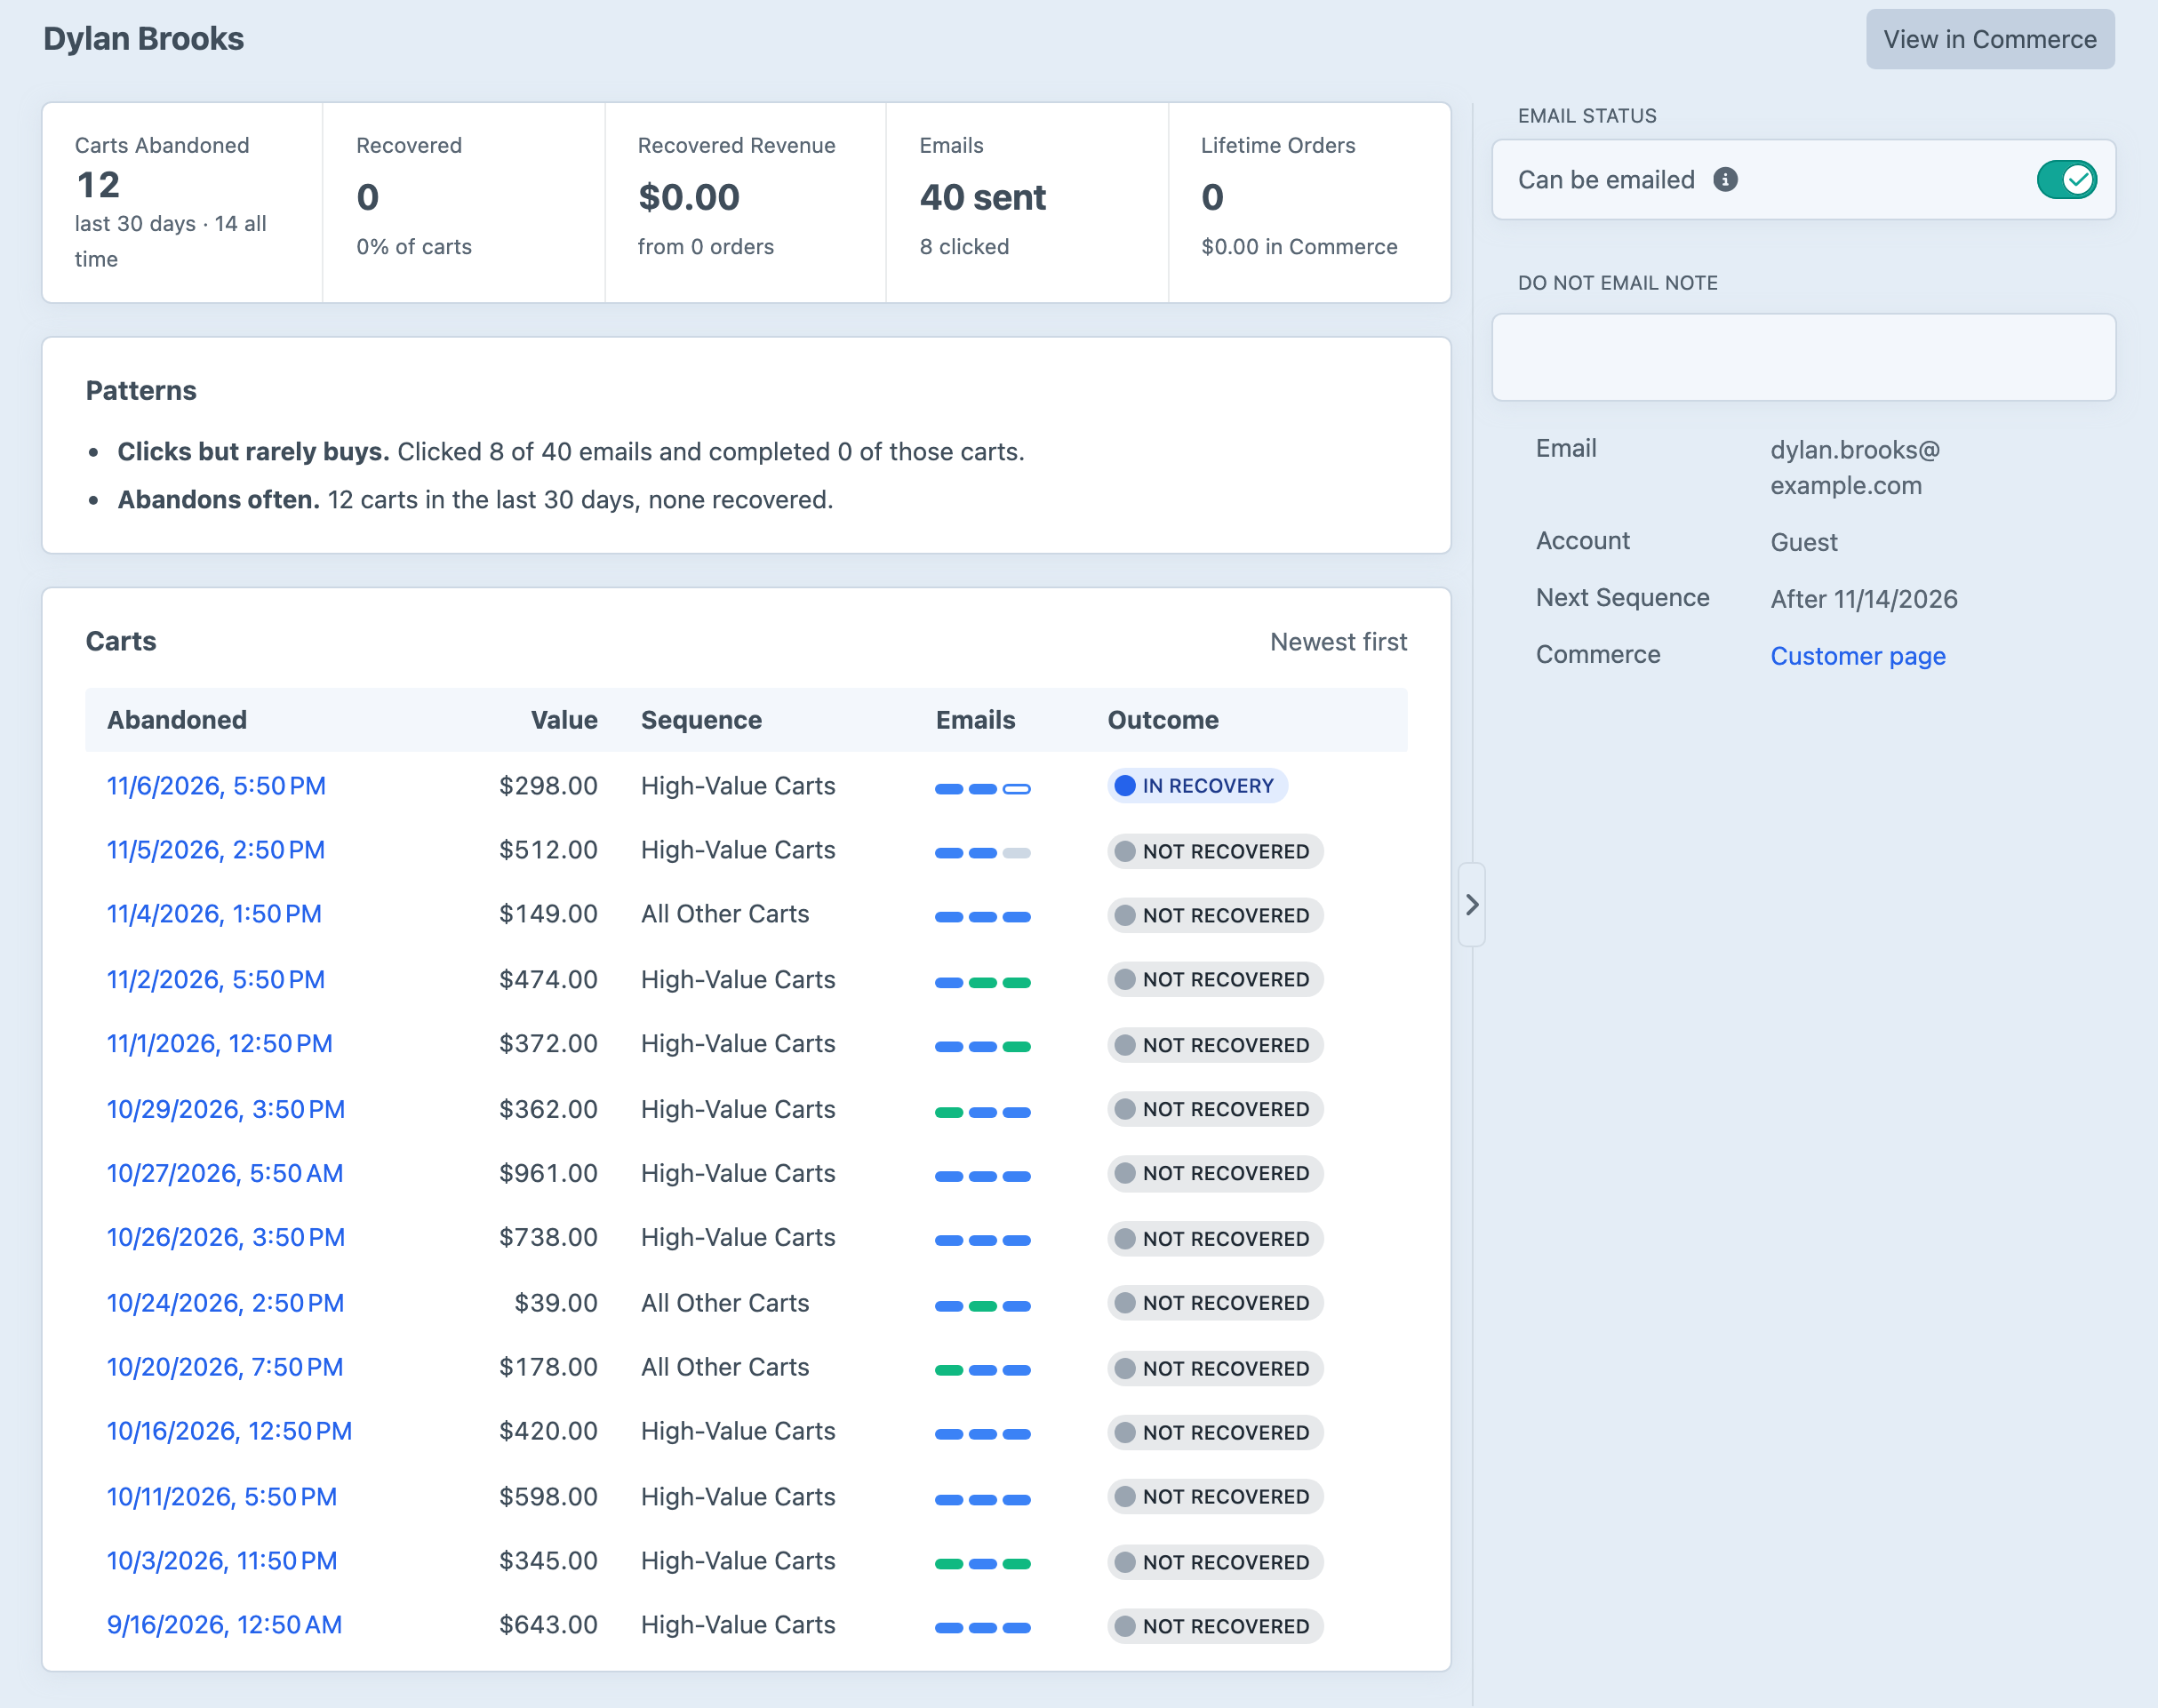 Dylan Brooks
View in Commerce
Carts Abandoned
12
last 30 days · 14 all
time
Recovered
0
0% of carts
Recovered Revenue
$0.00
from 0 orders
Emails
40 sent
8 clicked
Lifetime Orders
0
$0.00 in Commerce
Patterns
• Clicks but rarely buys. Clicked 8 of 40 emails and completed 0 of those carts.
• Abandons often. 12 carts in the last 30 days, none recovered.
Carts
Newest first
Abandoned Value Sequence Emails Outcome
11/6/2026, 5:50 PM $298.00 High-Value Carts IN RECOVERY
11/5/2026, 2:50 PM $512.00 High-Value Carts NOT RECOVERED
11/4/2026, 1:50 PM $149.00 All Other Carts NOT RECOVERED
11/2/2026, 5:50 PM $474.00 High-Value Carts NOT RECOVERED
11/1/2026, 12:50 PM $372.00 High-Value Carts NOT RECOVERED
10/29/2026, 3:50 PM $362.00 High-Value Carts NOT RECOVERED
10/27/2026, 5:50 AM $961.00 High-Value Carts NOT RECOVERED
10/26/2026, 3:50 PM $738.00 High-Value Carts NOT RECOVERED
10/24/2026, 2:50 PM $39.00 All Other Carts NOT RECOVERED
10/20/2026, 7:50 PM $178.00 All Other Carts NOT RECOVERED
10/16/2026, 12:50 PM $420.00 High-Value Carts NOT RECOVERED
10/11/2026, 5:50 PM $598.00 High-Value Carts NOT RECOVERED
10/3/2026, 11:50 PM $345.00 High-Value Carts NOT RECOVERED
9/16/2026, 12:50 AM $643.00 High-Value Carts NOT RECOVERED
EMAIL STATUS
Can be emailed
DO NOT EMAIL NOTE
Email dylan.brooks@
example.com
Account Guest
Next Sequence After 11/14/2026
Commerce Customer page